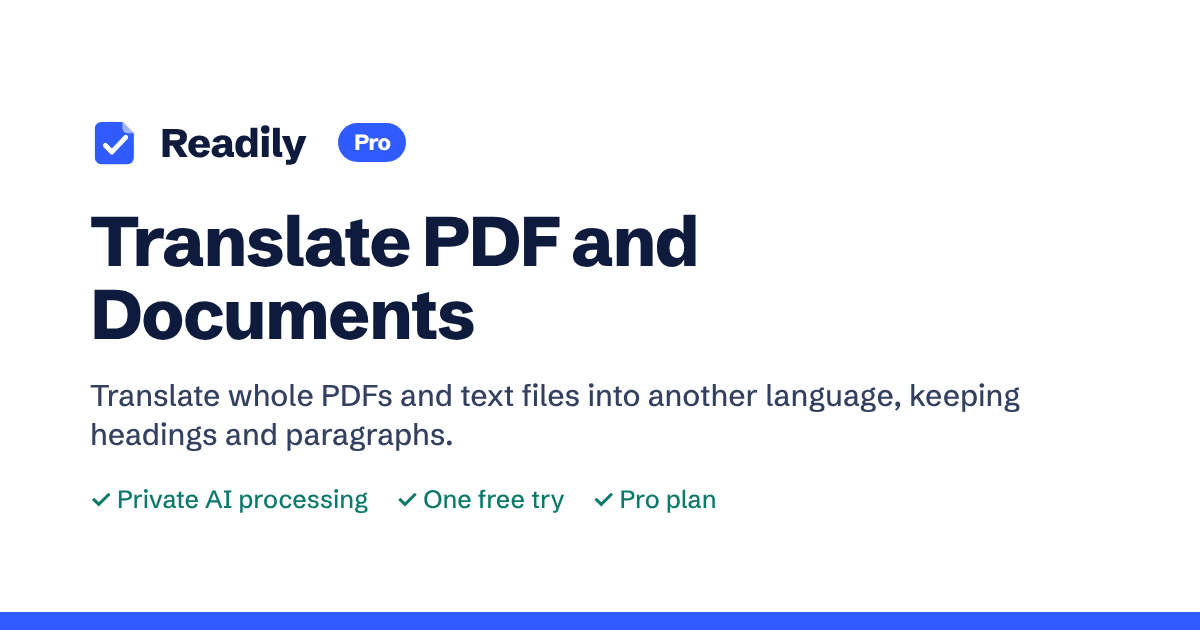 Readily Pro
Translate PDF and
Documents
Translate whole PDFs and text files into another language, keeping
headings and paragraphs.
✓ Private AI processing ✓ One free try ✓ Pro plan